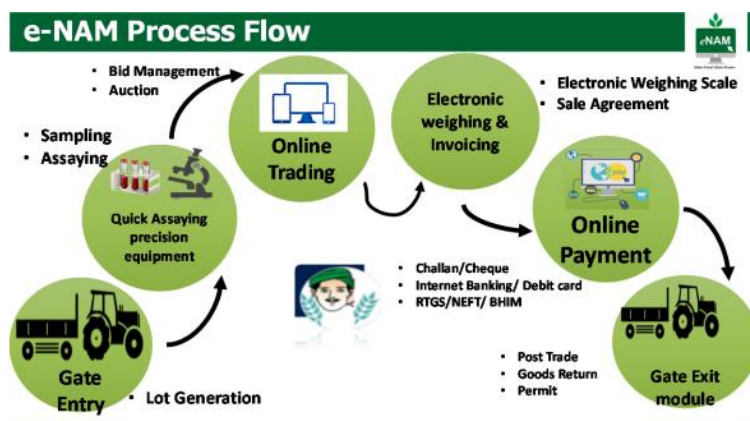 e-NAM Process Flow
eNAM
• Bid Management
• Auction
• Electronic Weighing Scale
• Sale Agreement
• Sampling
• Assaying
Online
Trading
Electronic
weighing &
Invoicing
Quick Assaying
precision
equipment
Online
Payment
• Challan/Cheque
• Internet Banking/ Debit card
• RTGS/NEFT/ BHIM
Gate
Entry
• Lot Generation
• Post Trade
• Goods Return
• Permit
Gate Exit
module